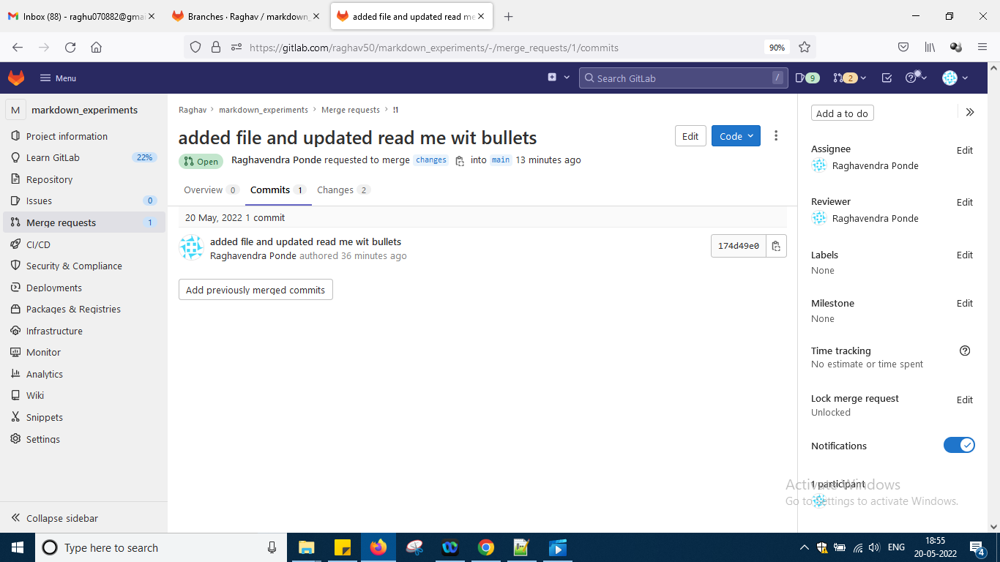 Inbox (88) - raghu070882@gmai
Branches · Raghav / markdown_
added file and updated read me
https://gitlab.com/raghav50/markdown_experiments/-/merge_requests/1/commits
90%
Menu
Search GitLab
/
9
2
M
markdown_experiments
Project information
Learn GitLab
22%
Repository
Issues
0
Merge requests
1
CI/CD
Security & Compliance
Deployments
Packages & Registries
Infrastructure
Monitor
Analytics
Wiki
Snippets
Settings
Collapse sidebar
Raghav > markdown_experiments > Merge requests > !1
added file and updated read me wit bullets
Edit
Code
Open
Raghavendra Ponde requested to merge changes into main 13 minutes ago
Overview 0
Commits 1
Changes 2
20 May, 2022 1 commit
added file and updated read me wit bullets
Raghavendra Ponde authored 36 minutes ago
174d49e0
Add previously merged commits
Add a to do
Assignee
Edit
Raghavendra Ponde
Reviewer
Edit
Raghavendra Ponde
Labels
Edit
None
Milestone
Edit
None
Time tracking
No estimate or time spent
Lock merge request
Edit
Unlocked
Notifications
1 participant
Activate Windows
Go to Settings to activate Windows.
Type here to search
ENG
18:55
20-05-2022
4